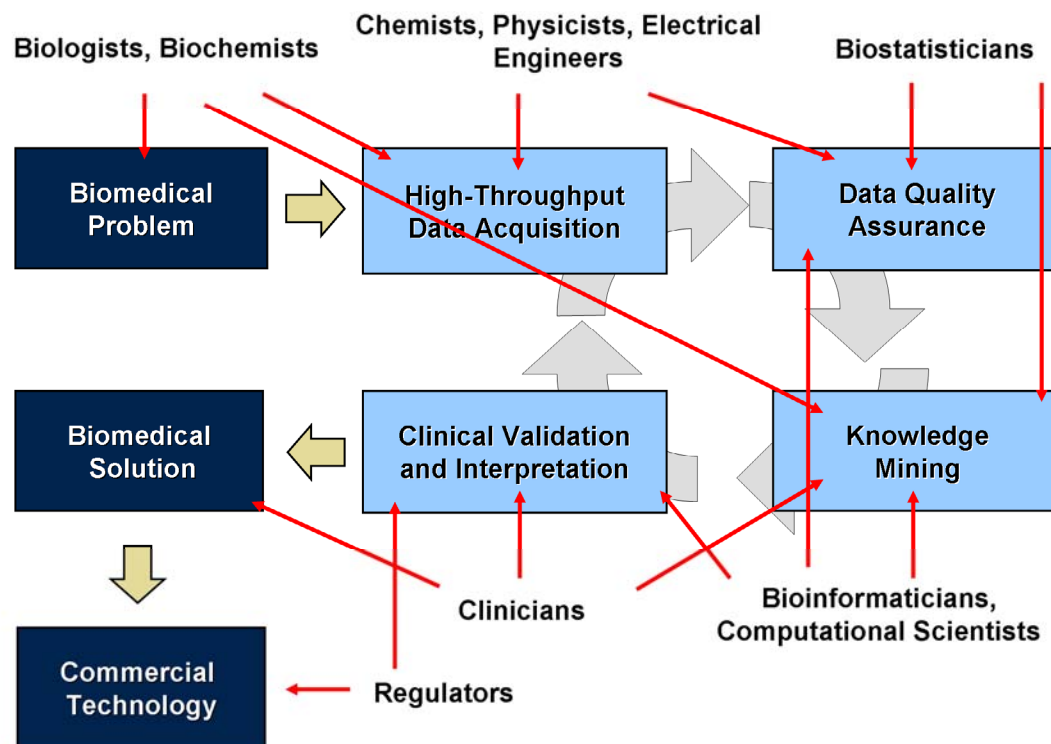 Biologists, Biochemists
Chemists, Physicists, Electrical
Engineers
Biostatisticians
Biomedical
Problem
High-Throughput
Data Acquisition
Data Quality
Assurance
Biomedical
Solution
Clinical Validation
and Interpretation
Knowledge
Mining
Clinicians
Bioinformaticians,
Computational Scientists
Commercial
Technology
Regulators